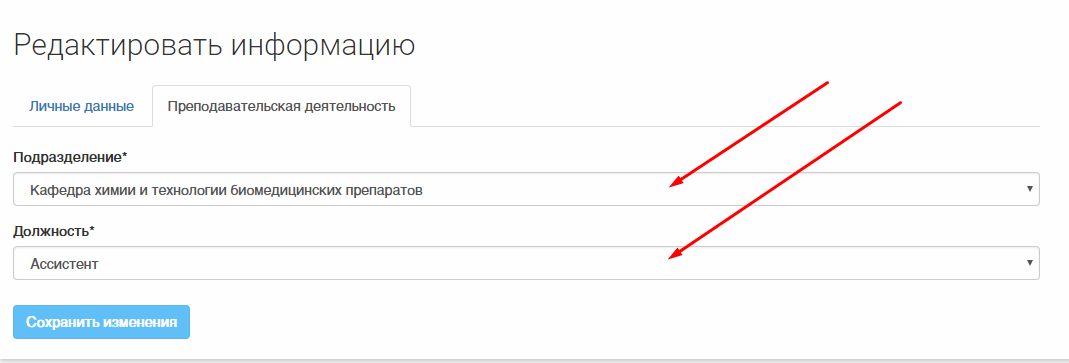 Редактировать информацию
Личные данные Преподавательская деятельность
Подразделение*
Кафедра химии и технологии биомедицинских препаратов
Должность*
Ассистент
Сохранить изменения